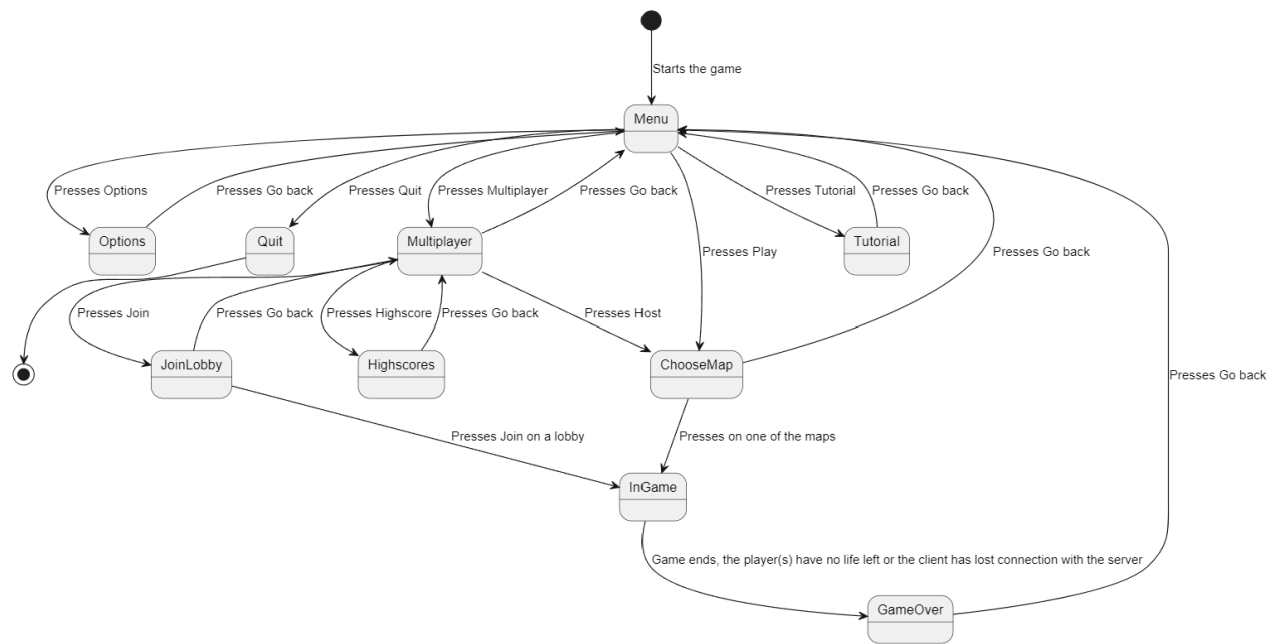 Starts the game
Menu
Presses Options
Presses Go back
Presses Quit
Presses Multiplayer
Presses Go back
Presses Tutorial
Presses Go back
Options
Quit
Multiplayer
Tutorial
Presses Play
Presses Go back
Presses Join
Presses Go back
Presses Highscore
Presses Go back
Presses Host
JoinLobby
Highscores
ChooseMap
Presses Go back
Presses Join on a lobby
Presses on one of the maps
InGame
Game ends, the player(s) have no life left or the client has lost connection with the server
GameOver